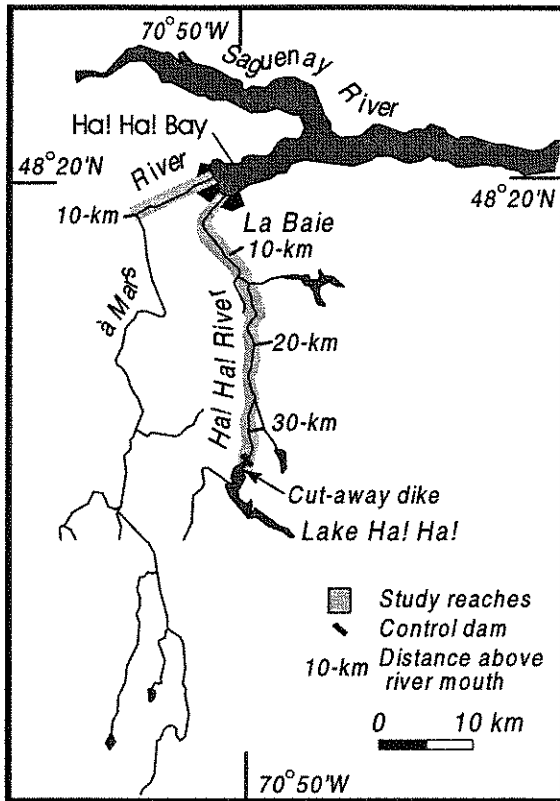 70°50'W
Saguenay River
Ha! Ha! Bay
48°20'N
River
48°20'N
10-km
La Baie
10-km
à Mars
Ha! Ha! River
20-km
30-km
Cut-away dike
Lake Ha! Ha!
Study reaches
Control dam
10-km Distance above
river mouth
0 10 km
70°50'W